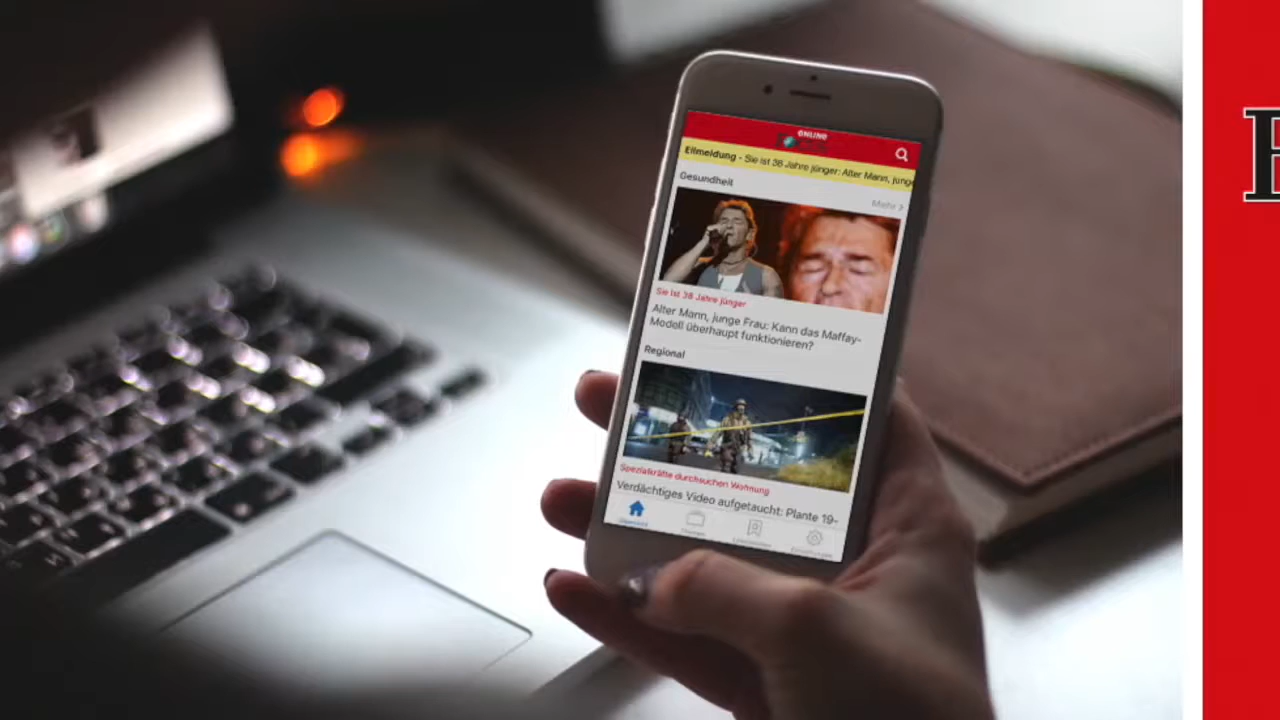 ONLINE
Eilmeldung - Sie ist 38 Jahre jünger: Alter Mann, junge
Gesundheit
Mehr >
Sie ist 38 Jahre jünger
Alter Mann, junge Frau: Kann das Maffay-
Modell überhaupt funktionieren?
Regional
Spezialkräfte durchsuchen Wohnung
Verdächtiges Video aufgetaucht: Plante 19-